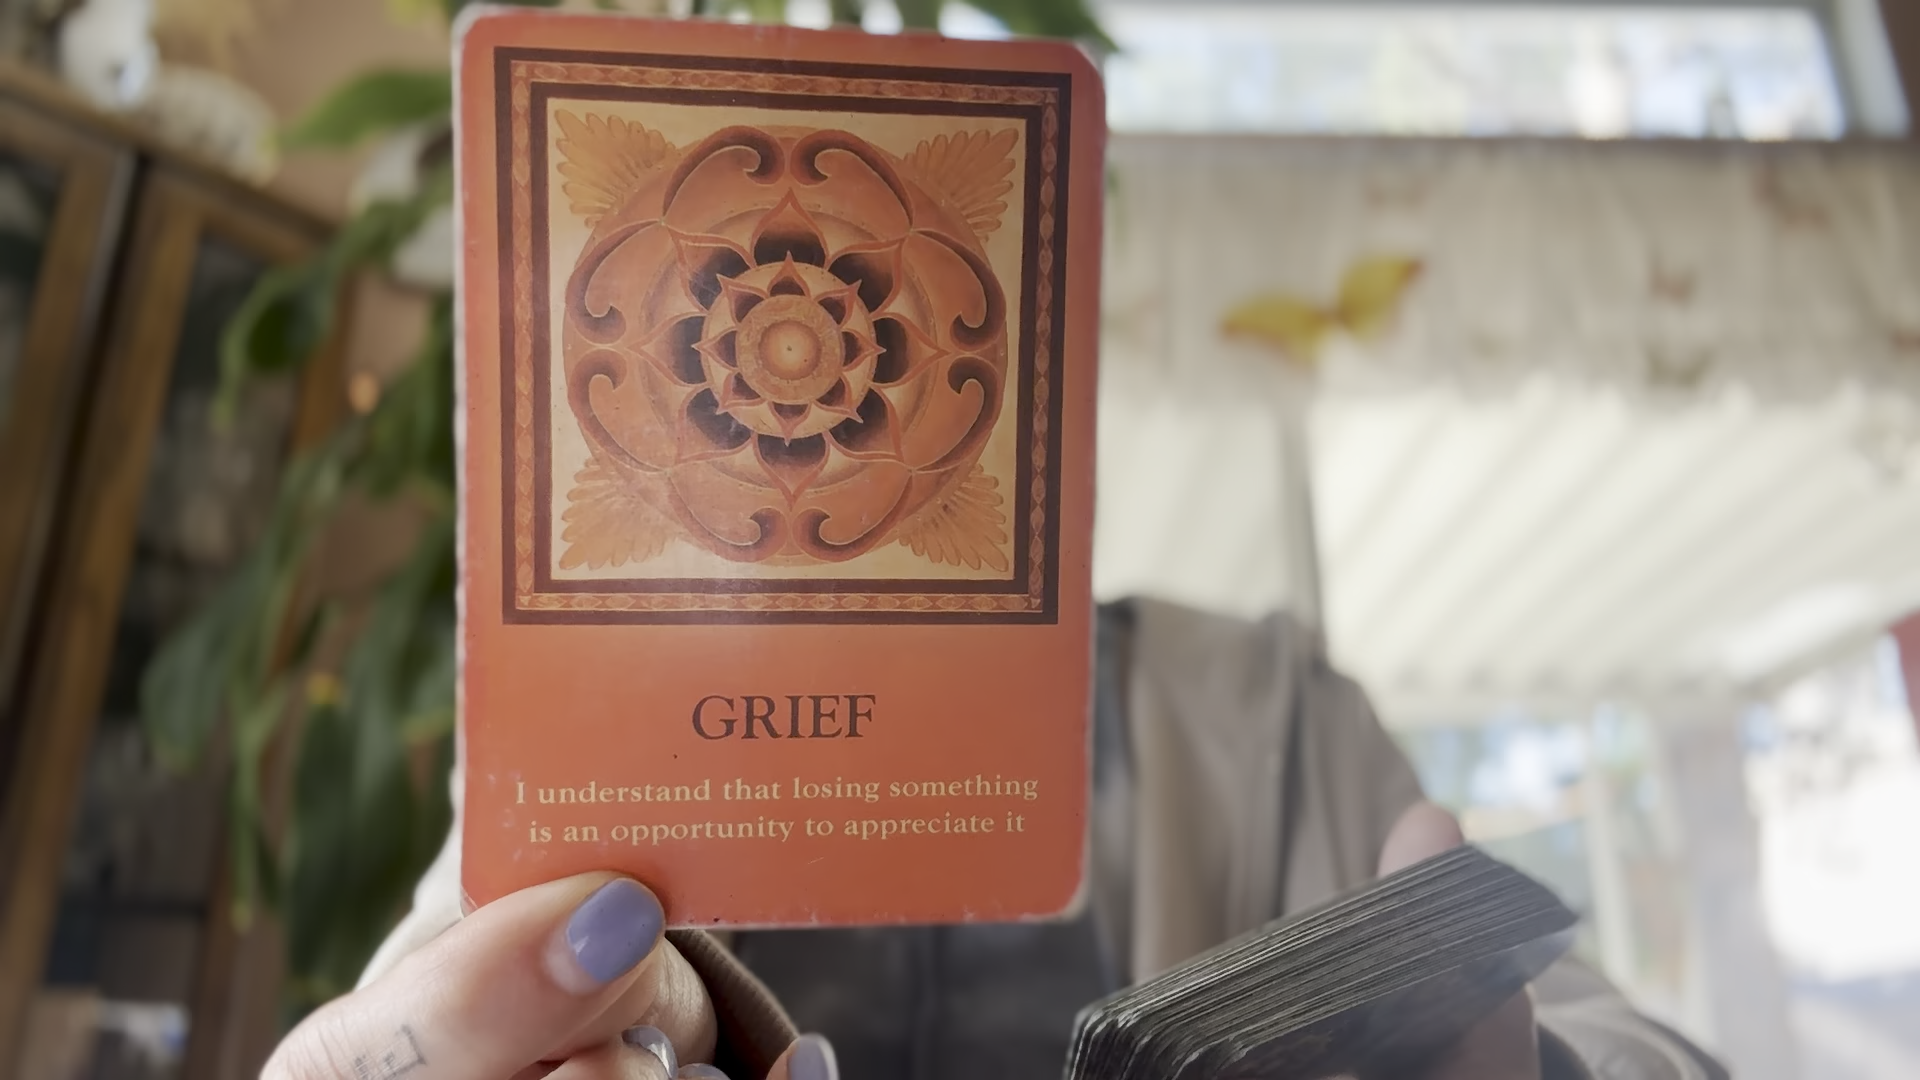 GRIEF
I understand that losing something
is an opportunity to appreciate it